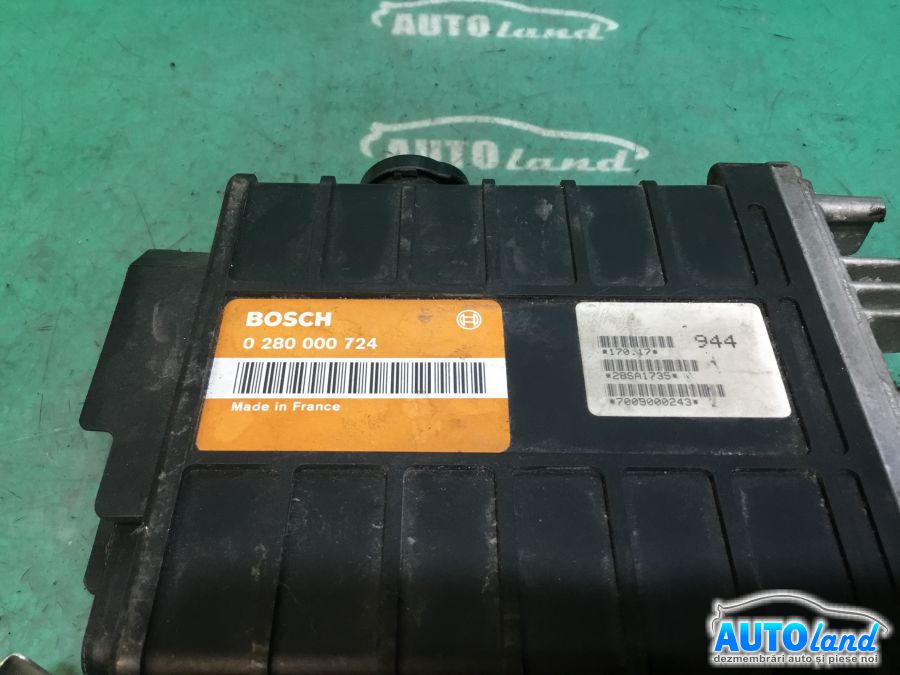 AUTOland
AUTOland
BOSCH
0 280 000 724
Made in France
944
*170.17*
*28SA1735*
*7009000243*
AUTOland
dezmembrări auto și piese noi